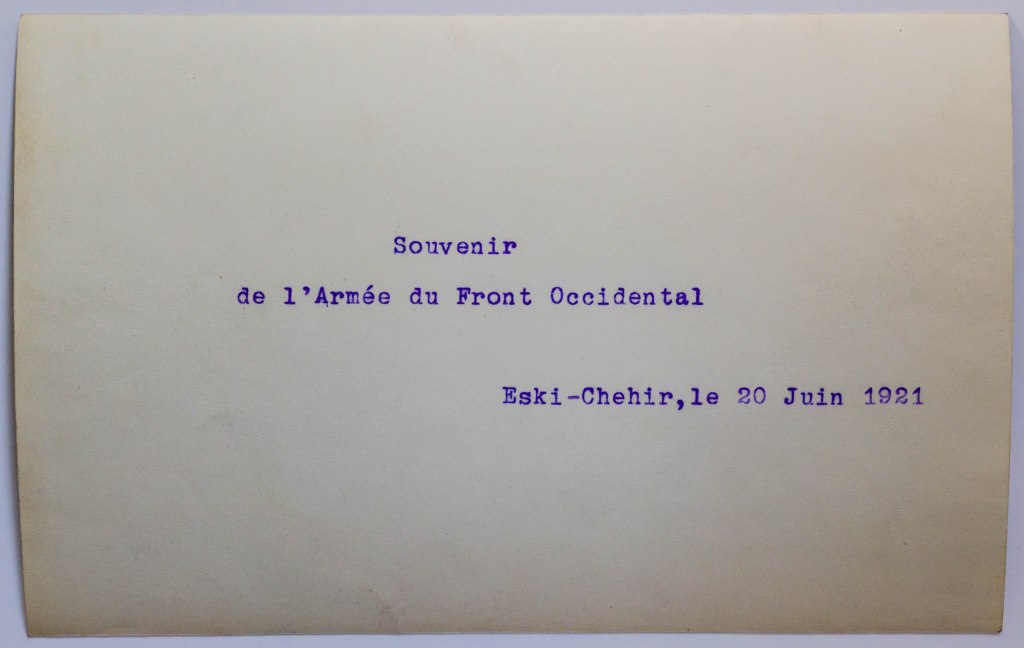 Souvenir
de l'Armée du Front Occidental
Eski-Chehir,le 20 Juin 1921